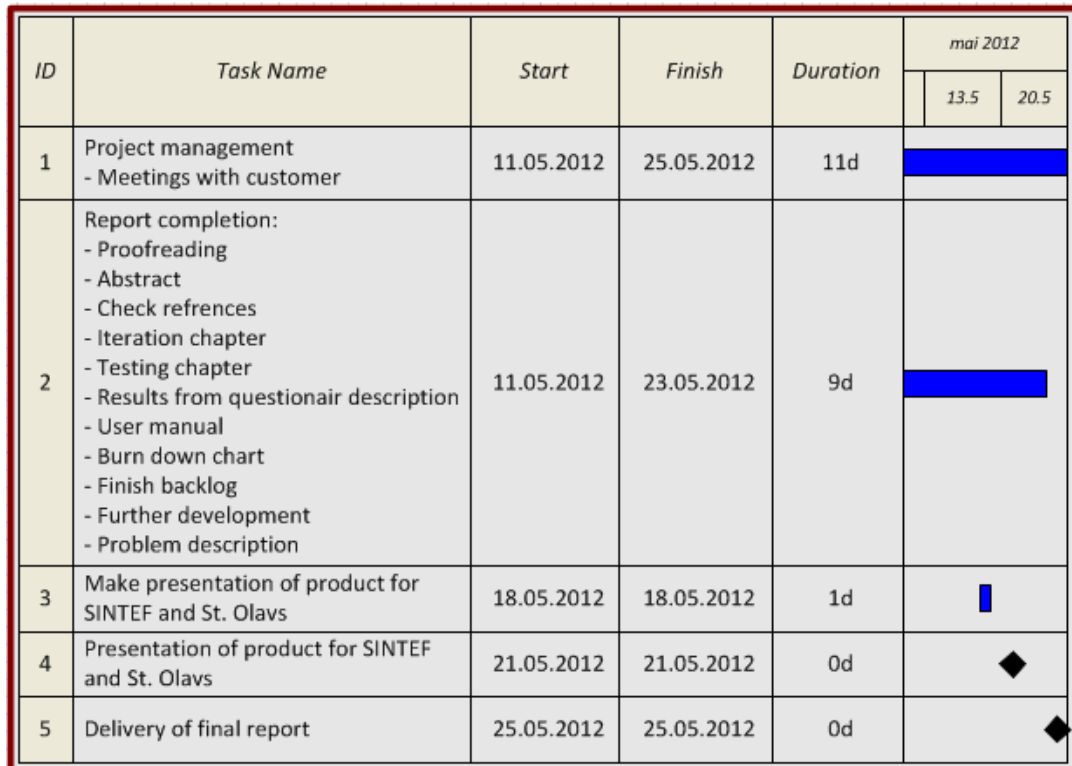 ID Task Name Start Finish Duration mai 2012
13.5 20.5
1 Project management
- Meetings with customer 11.05.2012 25.05.2012 11d
2 Report completion:
- Proofreading
- Abstract
- Check refrences
- Iteration chapter
- Testing chapter
- Results from questionair description
- User manual
- Burn down chart
- Finish backlog
- Further development
- Problem description
11.05.2012 23.05.2012 9d
3 Make presentation of product for
SINTEF and St. Olavs 18.05.2012 18.05.2012 1d
4 Presentation of product for SINTEF
and St. Olavs 21.05.2012 21.05.2012 0d
5 Delivery of final report 25.05.2012 25.05.2012 0d